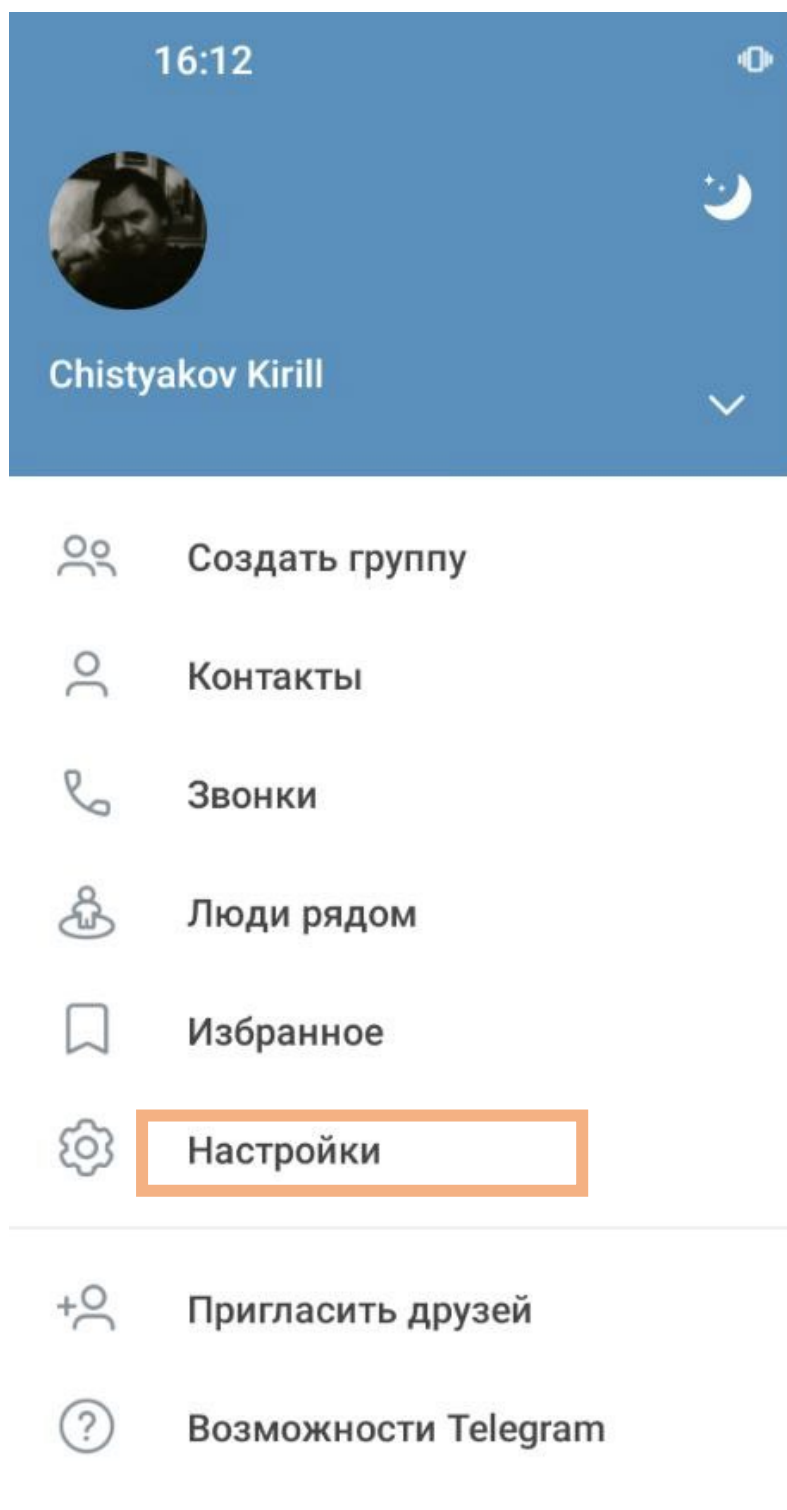 16:12
Chistyakov Kirill
Создать группу
Контакты
Звонки
Люди рядом
Избранное
Настройки
Пригласить друзей
Возможности Telegram